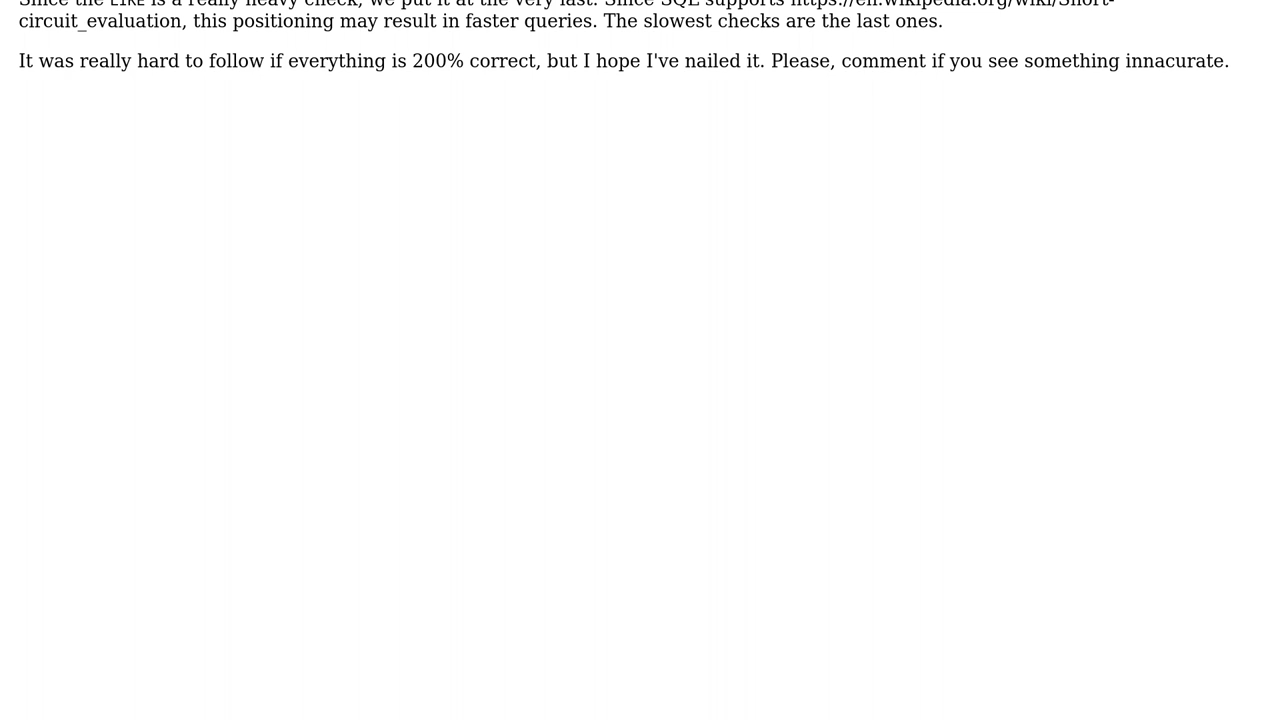 Since the LIKE is a really heavy check, we put it at the very last. Since SQL supports https://en.wikipedia.org/wiki/Short-
circuit_evaluation, this positioning may result in faster queries. The slowest checks are the last ones.
It was really hard to follow if everything is 200% correct, but I hope I've nailed it. Please, comment if you see something innacurate.